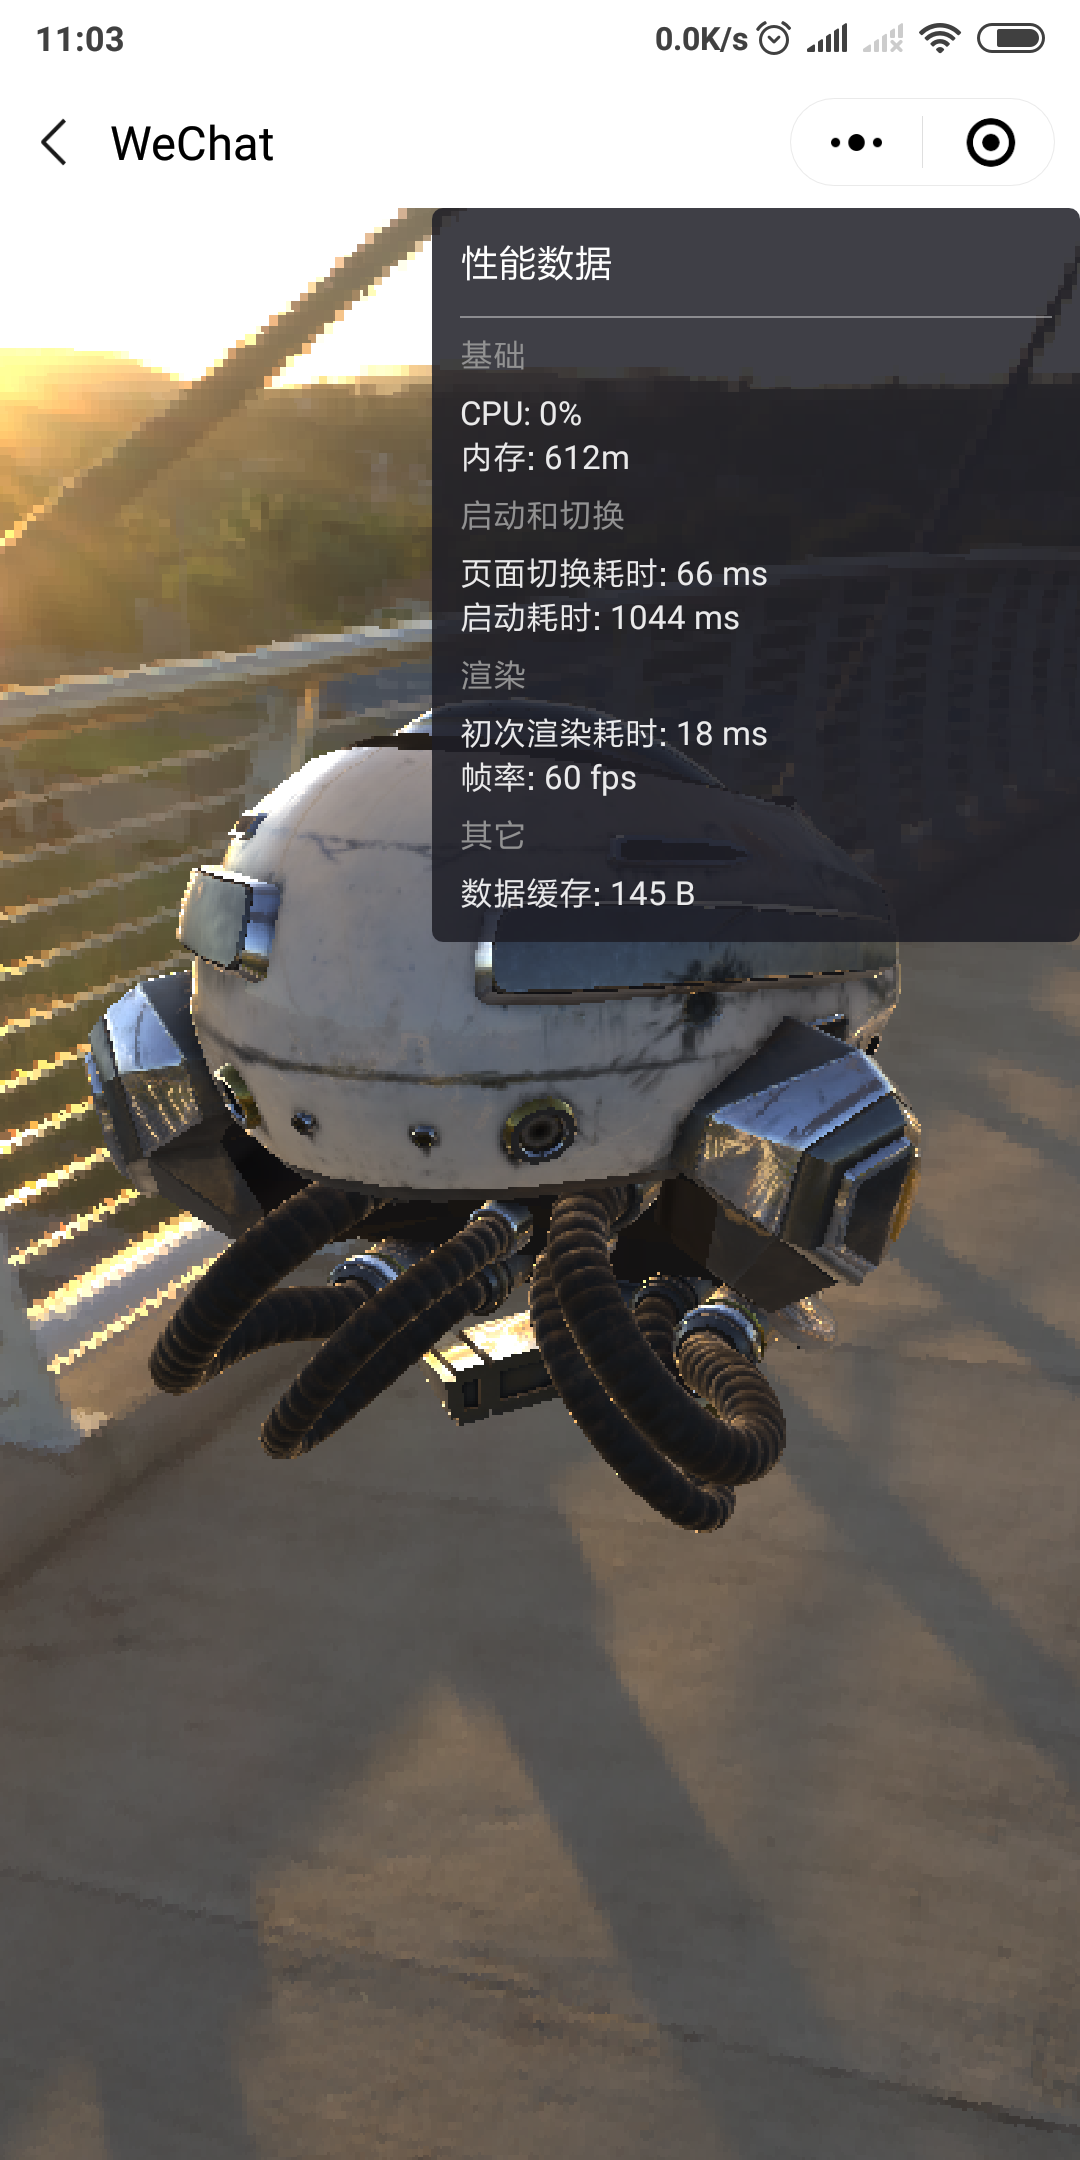 11:03
0.0K/s
WeChat
性能数据
基础
CPU: 0%
内存: 612m
启动和切换
页面切换耗时: 66 ms
启动耗时: 1044 ms
渲染
初次渲染耗时: 18 ms
帧率: 60 fps
其它
数据缓存: 145 B